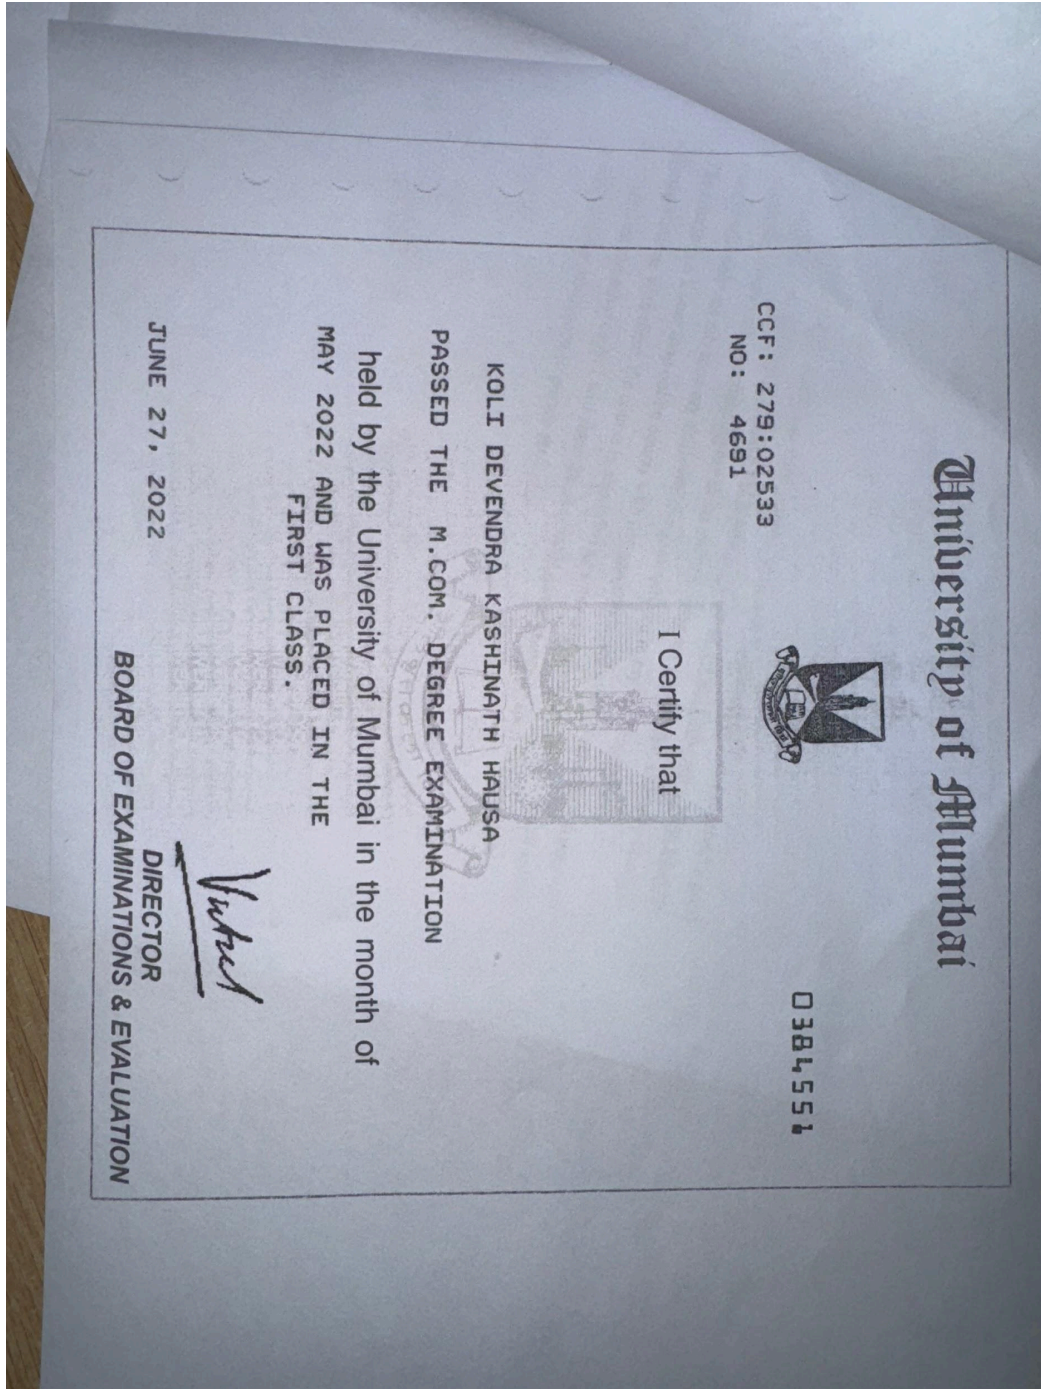 University of Mumbai
0384551
CCF: 279:02533
NO: 4691
I Certify that
KOLI DEVENDRA KASHINATH HAUSA
PASSED THE M.COM. DEGREE EXAMINATION
held by the University of Mumbai in the month of
MAY 2022 AND WAS PLACED IN THE
FIRST CLASS.
JUNE 27, 2022
DIRECTOR
BOARD OF EXAMINATIONS & EVALUATION